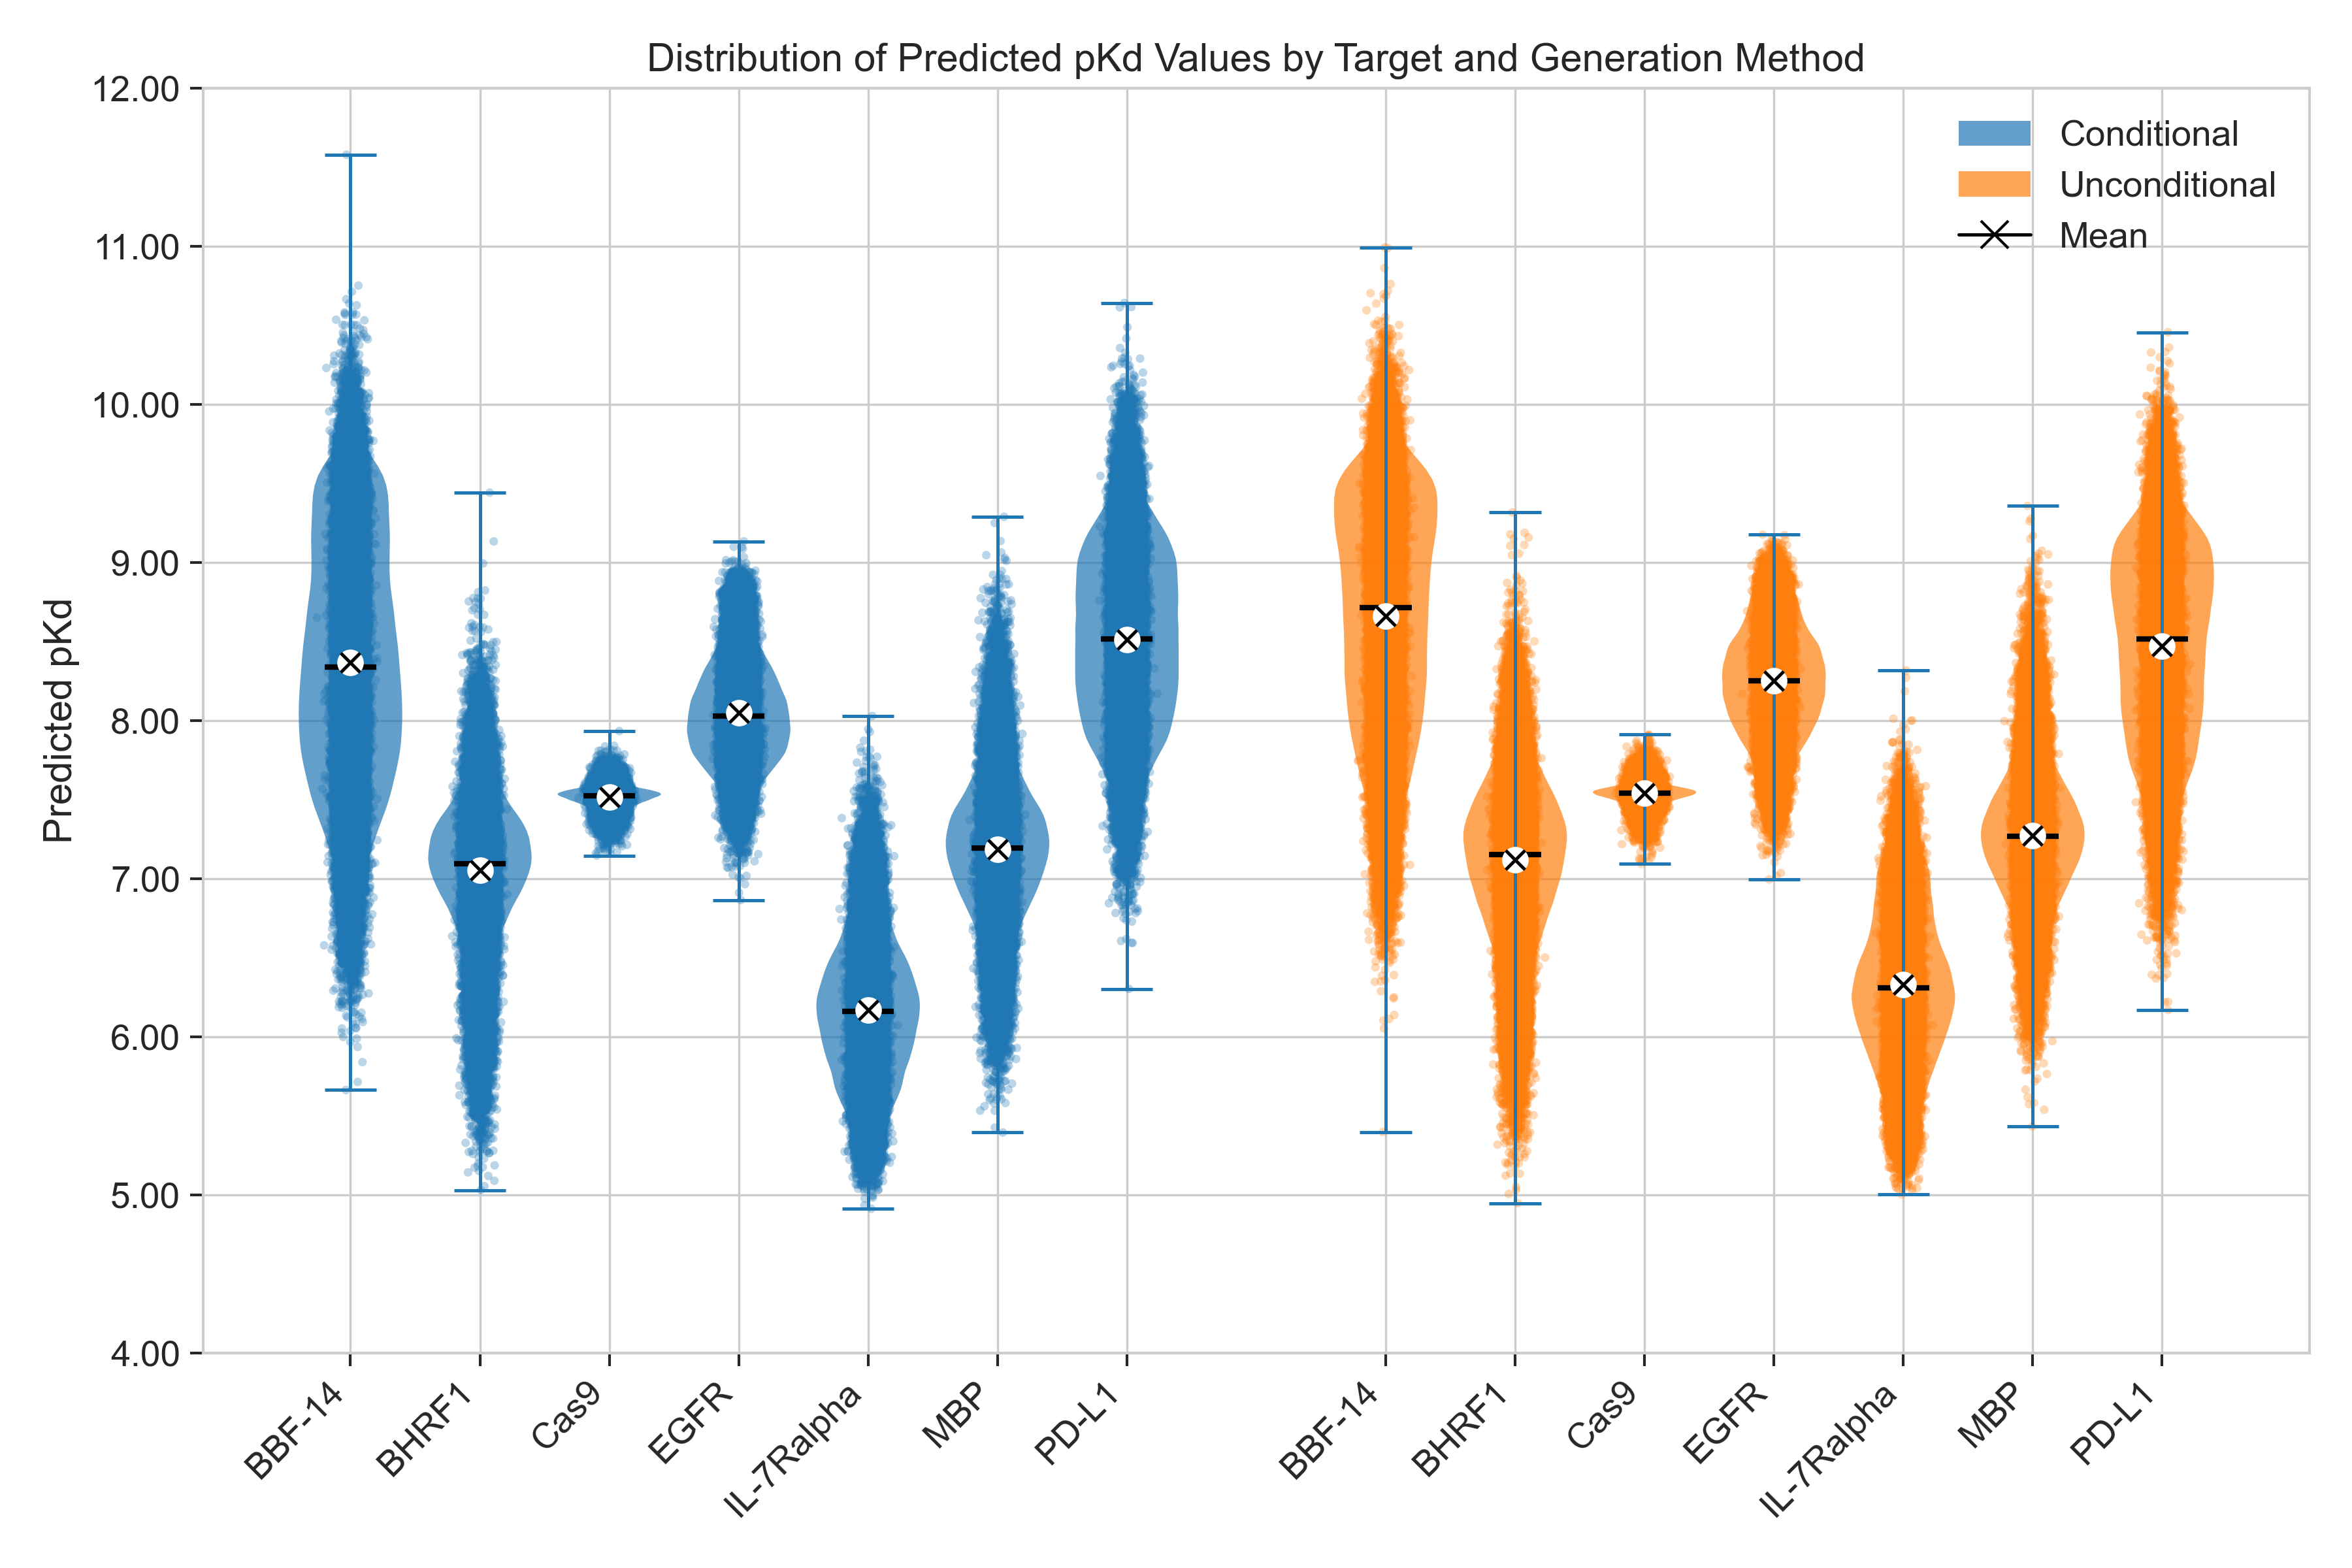 Distribution of Predicted pKd Values by Target and Generation Method
12.00
11.00
10.00
9.00
8.00
7.00
6.00
5.00
4.00
Predicted pKd
Conditional
Unconditional
Mean
BBF-14
BHRF1
Cas9
EGFR
IL-7Ralpha
MBP
PD-L1
BBF-14
BHRF1
Cas9
EGFR
IL-7Ralpha
MBP
PD-L1